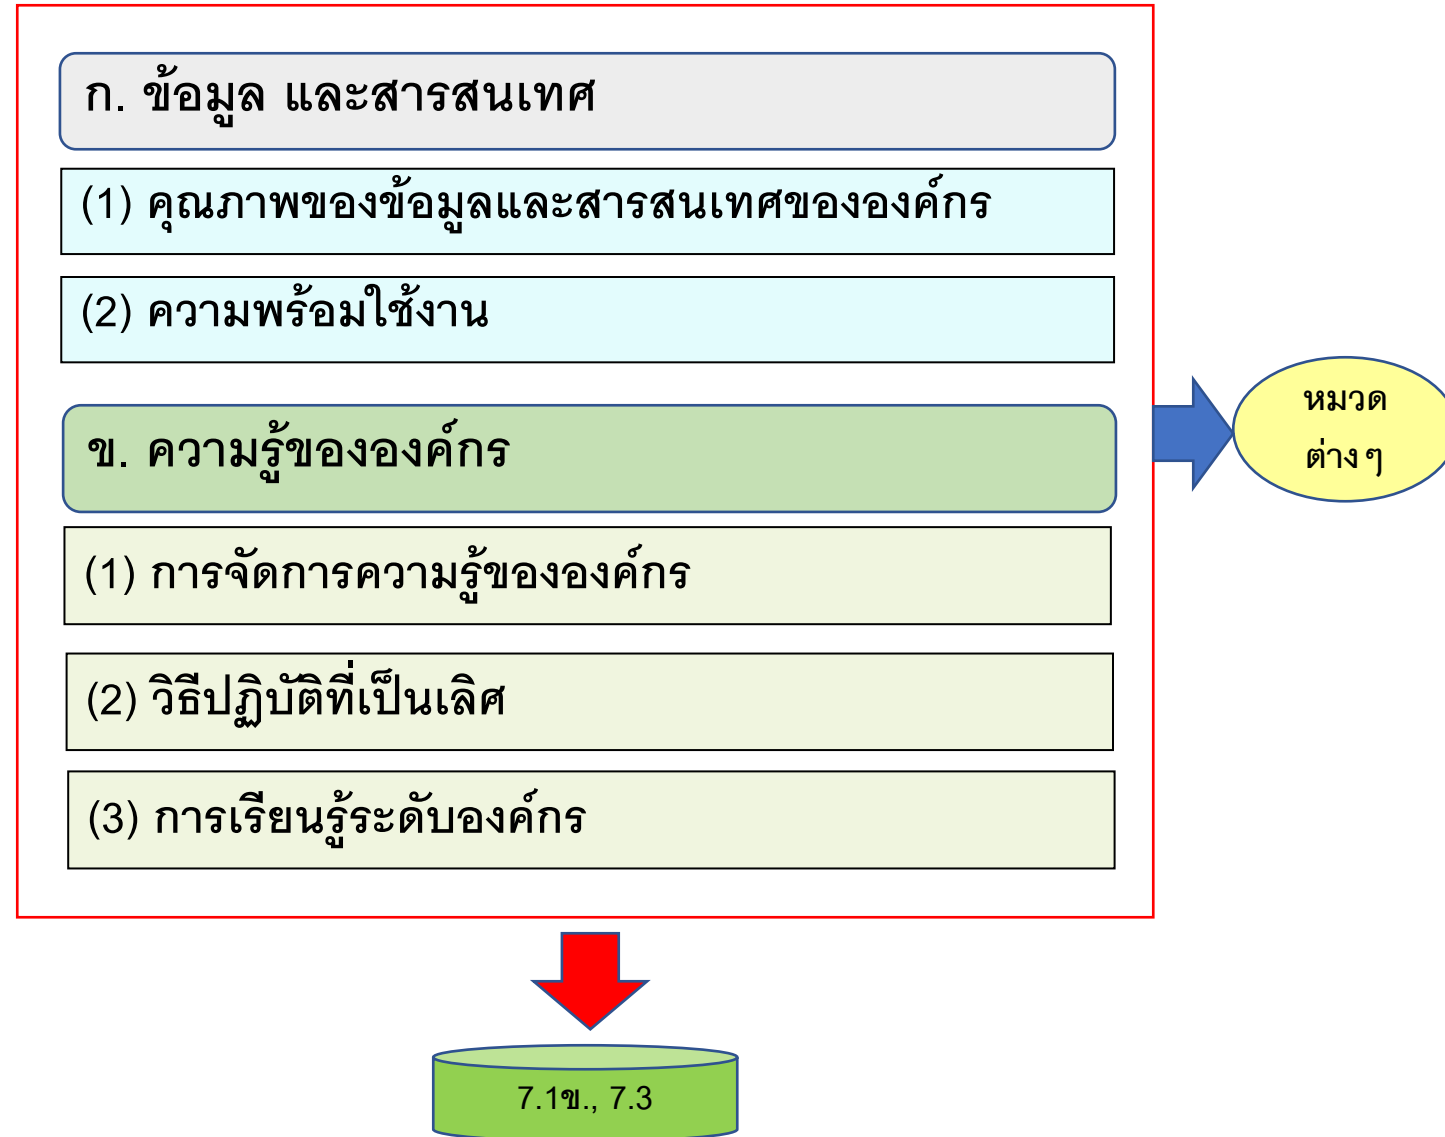 ก. ข้อมูล และสารสนเทศ
(1) คุณภาพของข้อมูลและสารสนเทศขององค์กร
(2) ความพร้อมใช้งาน
ข. ความรู้ขององค์กร
(1) การจัดการความรู้ขององค์กร
(2) วิธีปฏิบัติที่เป็นเลิศ
(3) การเรียนรู้ระดับองค์กร
หมวด
ต่าง ๆ
7.1ข., 7.3